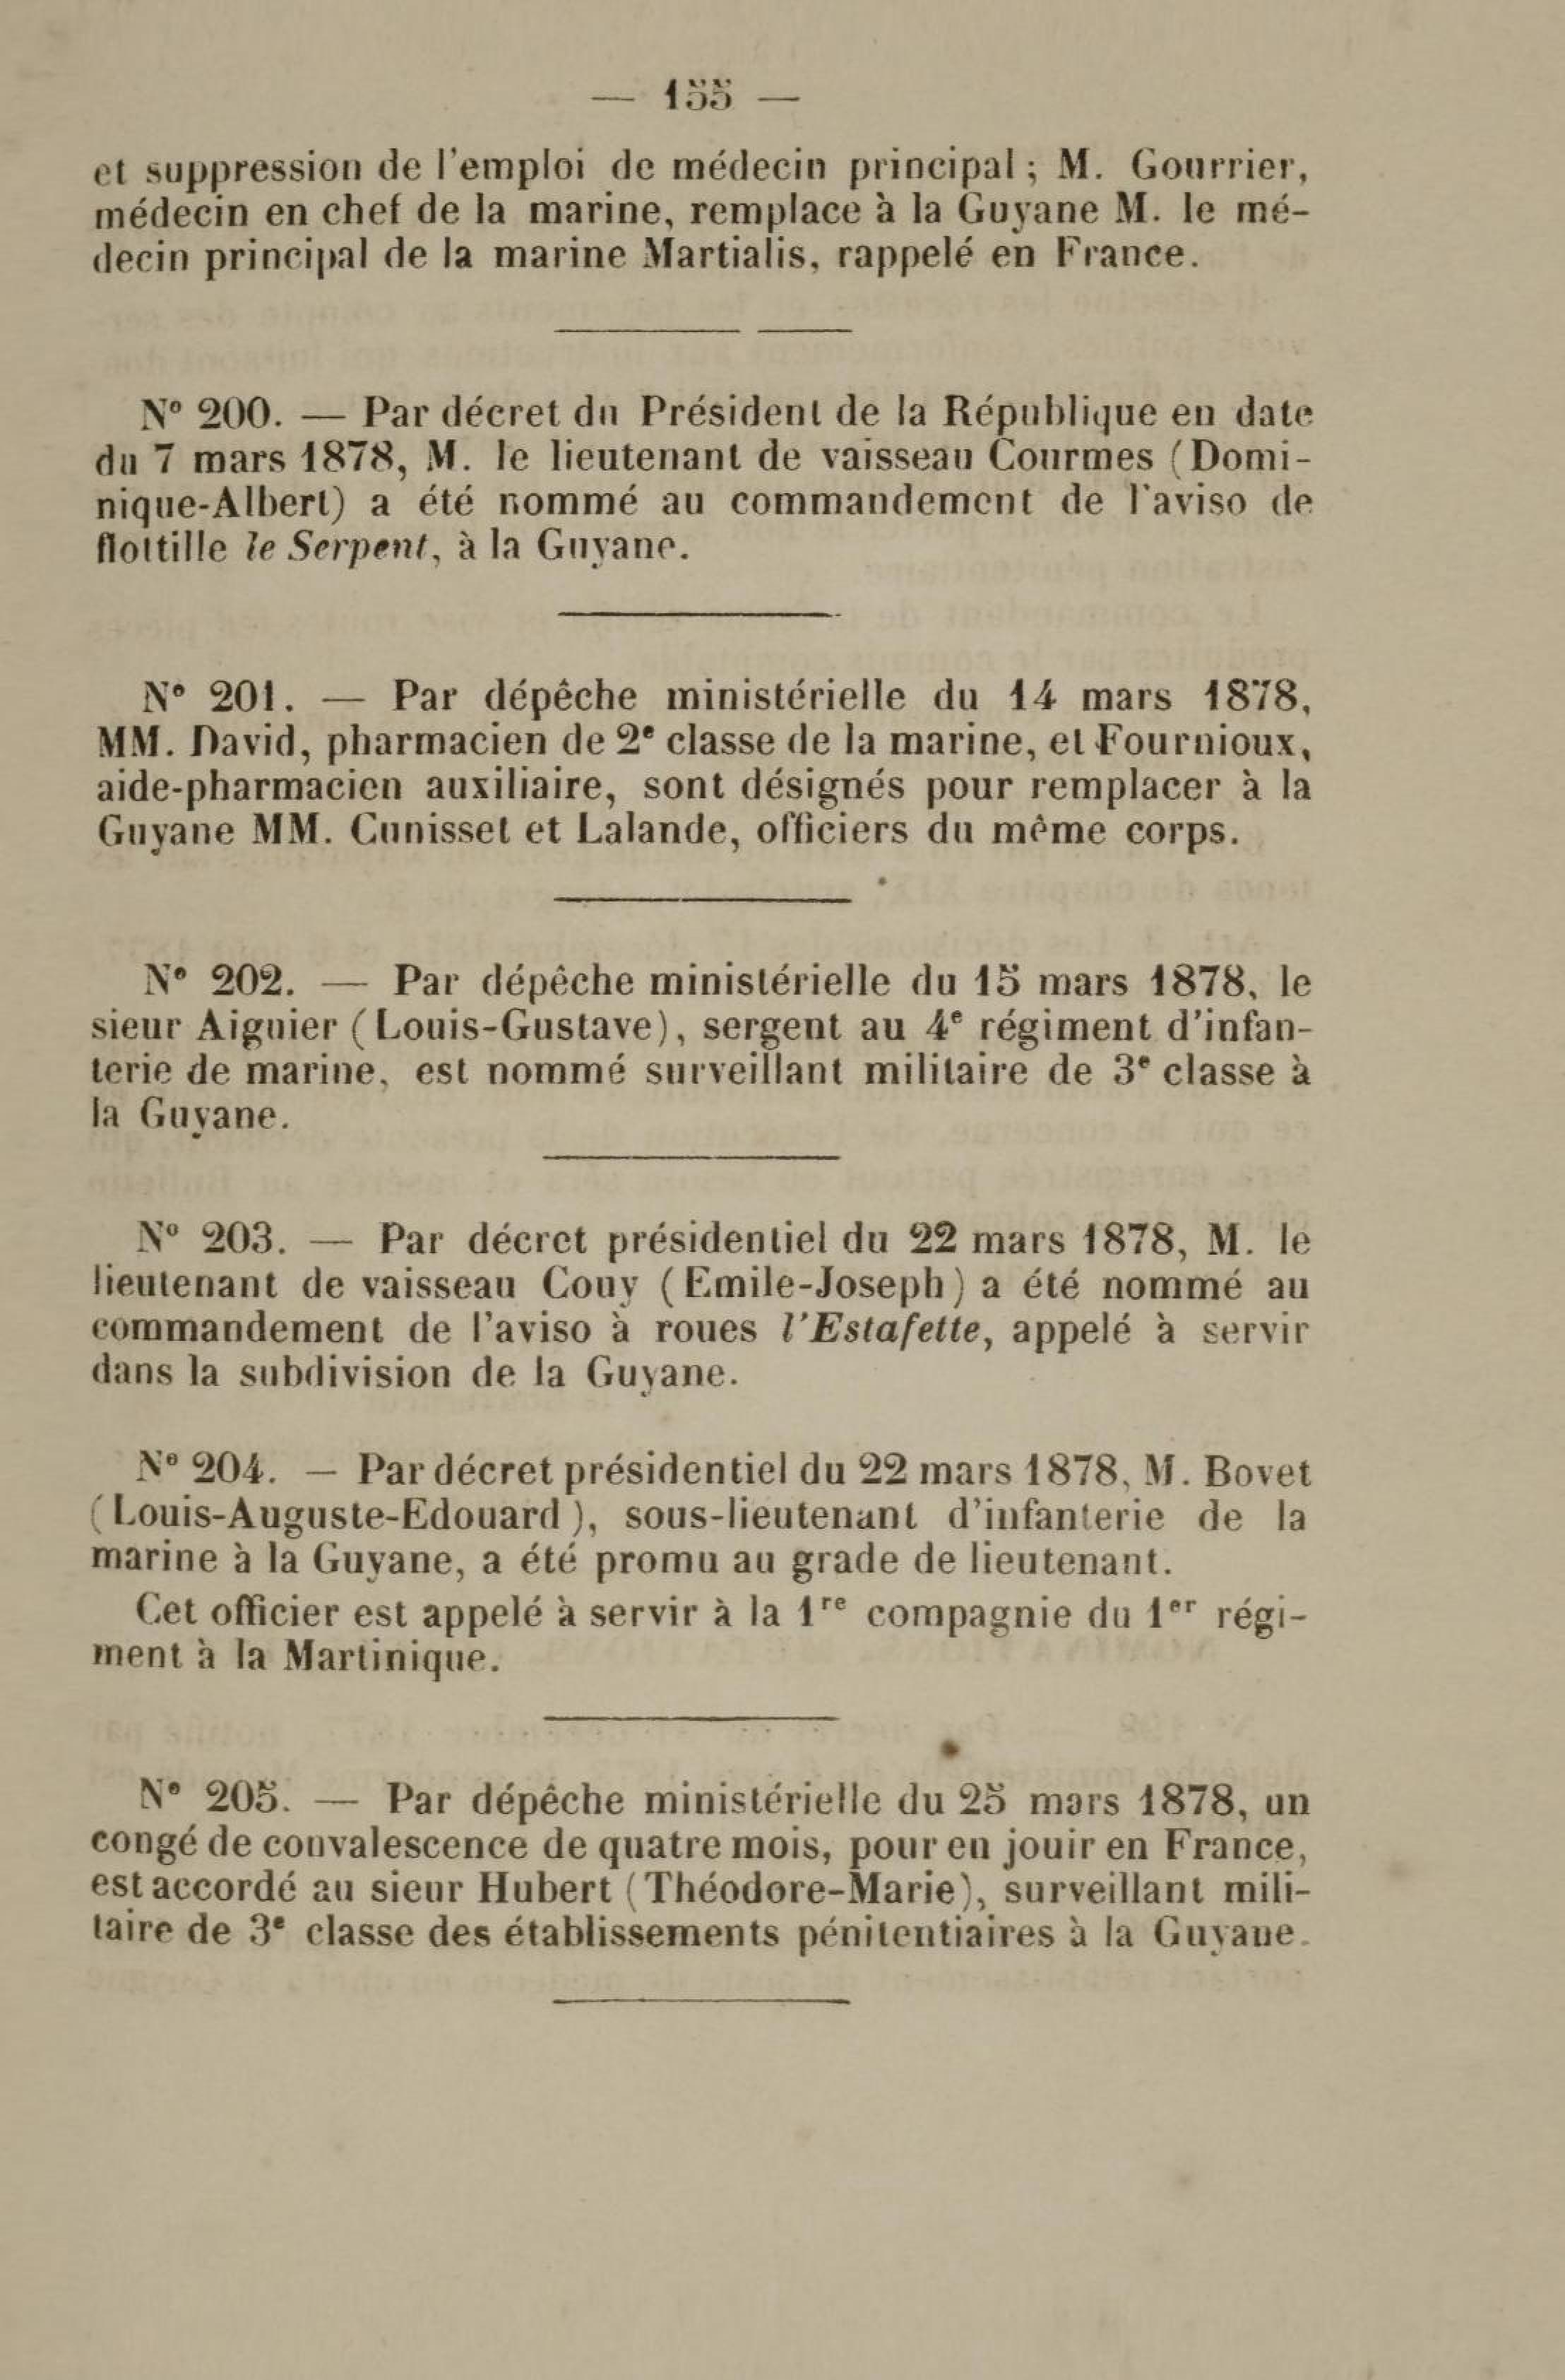 — 155 —
et suppression de l'emploi de médecin principal ; M. Gourrier,
médecin en chef de la marine, remplace à la Guyane M. le mé-
decin principal de la marine Martialis, rappelé en France.
N° 200. — Par décret du Président de la République en date
du 7 mars 1878, M. le lieutenant de vaisseau Courmes (Domi-
nique-Albert) a été nommé au commandement de l'aviso de
flottille le Serpent, à la Guyane.
N° 201. — Par dépêche ministérielle du 14 mars 1878,
MM. David, pharmacien de 2e classe de la marine, et Fournioux,
aide-pharmacien auxiliaire, sont désignés pour remplacer à la
Guyane MM. Cunisset et Lalande, officiers du même corps.
N° 202. — Par dépêche ministérielle du 15 mars 1878, le
sieur Aiguier (Louis-Gustave), sergent au 4e régiment d'infan-
terie de marine, est nommé surveillant militaire de 3e classe à
la Guyane.
N° 203. — Par décret présidentiel du 22 mars 1878, M. le
lieutenant de vaisseau Couy (Emile-Joseph) a été nommé au
commandement de l'aviso à roues l'Estafette, appelé à servir
dans la subdivision de la Guyane.
N° 204. — Par décret présidentiel du 22 mars 1878, M. Bovet
(Louis-Auguste-Edouard), sous-lieutenant d'infanterie de la
marine à la Guyane, a été promu au grade de lieutenant.
Cet officier est appelé à servir à la 1re compagnie du 1er régi-
ment à la Martinique.
N° 205. — Par dépêche ministérielle du 25 mars 1878, un
congé de convalescence de quatre mois, pour en jouir en France,
est accordé au sieur Hubert (Théodore-Marie), surveillant mili-
taire de 3e classe des établissements pénitentiaires à la Guyane.